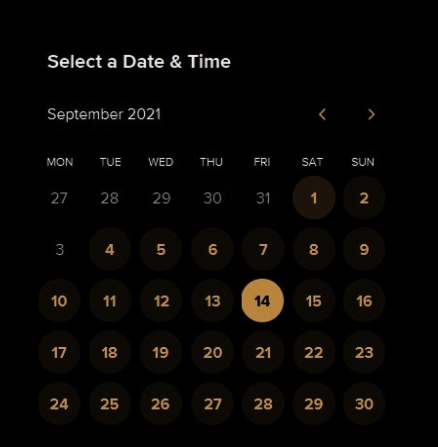 Select a Date & Time
September 2021
MON TUE WED THU FRI SAT SUN
27 28 29 30 31 1 2
3 4 5 6 7 8 9
10 11 12 13 14 15 16
17 18 19 20 21 22 23
24 25 26 27 28 29 30